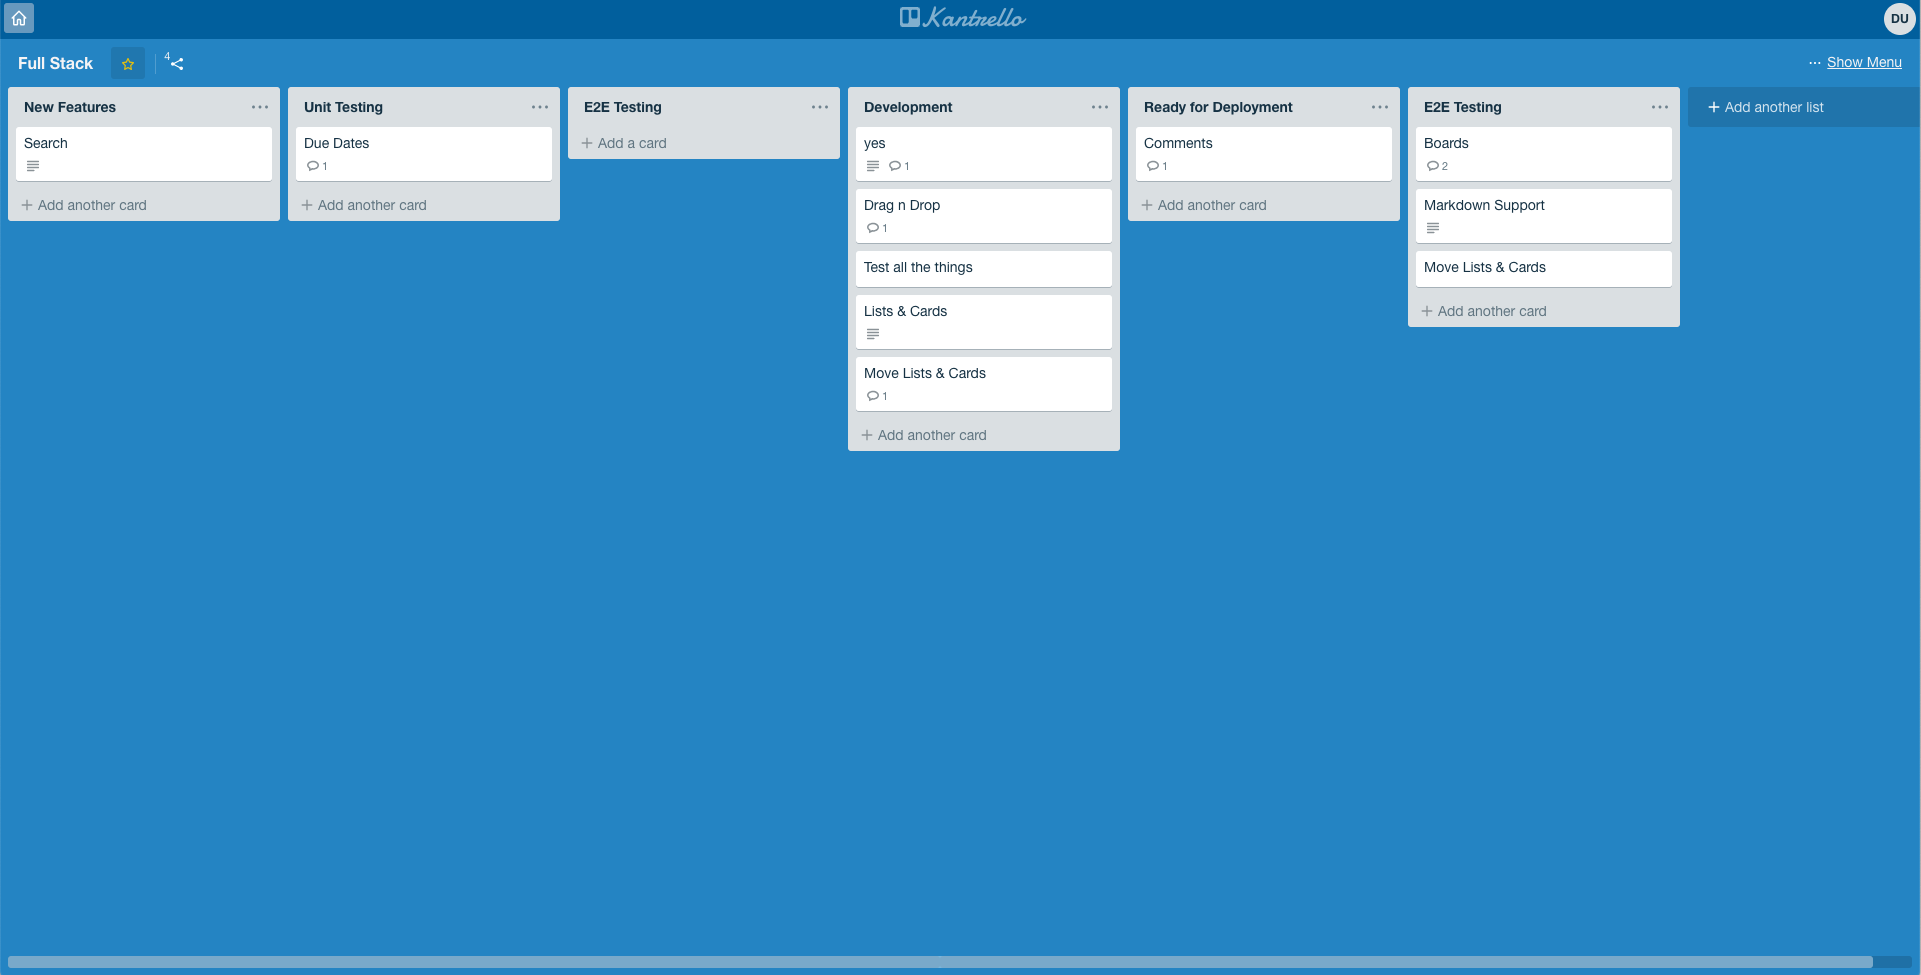 Kantrello
DU
Full Stack
4
... Show Menu
New Features
Search
+ Add another card
Unit Testing
Due Dates
1
+ Add another card
E2E Testing
+ Add a card
Development
yes
1
Drag n Drop
1
Test all the things
Lists & Cards
Move Lists & Cards
1
+ Add another card
Ready for Deployment
Comments
1
+ Add another card
E2E Testing
Boards
2
Markdown Support
Move Lists & Cards
+ Add another card
+ Add another list